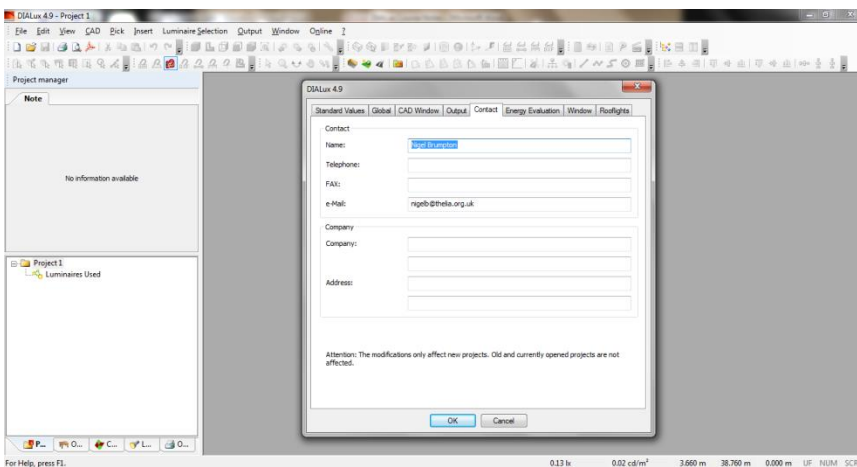 DIALux 4.9 - Project 1
File Edit View CAD Pick Insert Luminaire Selection Output Window Online ?
Project manager
Note
No information available
Project 1
Luminaires Used
P... O... C... L... O...
DIALux 4.9
Standard Values Global CAD Window Output Contact Energy Evaluation Window Rooflights
Contact
Name: Nigel Brumpton
Telephone:
FAX:
e-Mail: nigelb@thelia.org.uk
Company
Company:
Address:
Attention: The modifications only affect new projects. Old and currently opened projects are not
affected.
OK Cancel
For Help, press F1. 0.13 lx 0.02 cd/m² 3.660 m 38.760 m 0.000 m UF NUM SCR